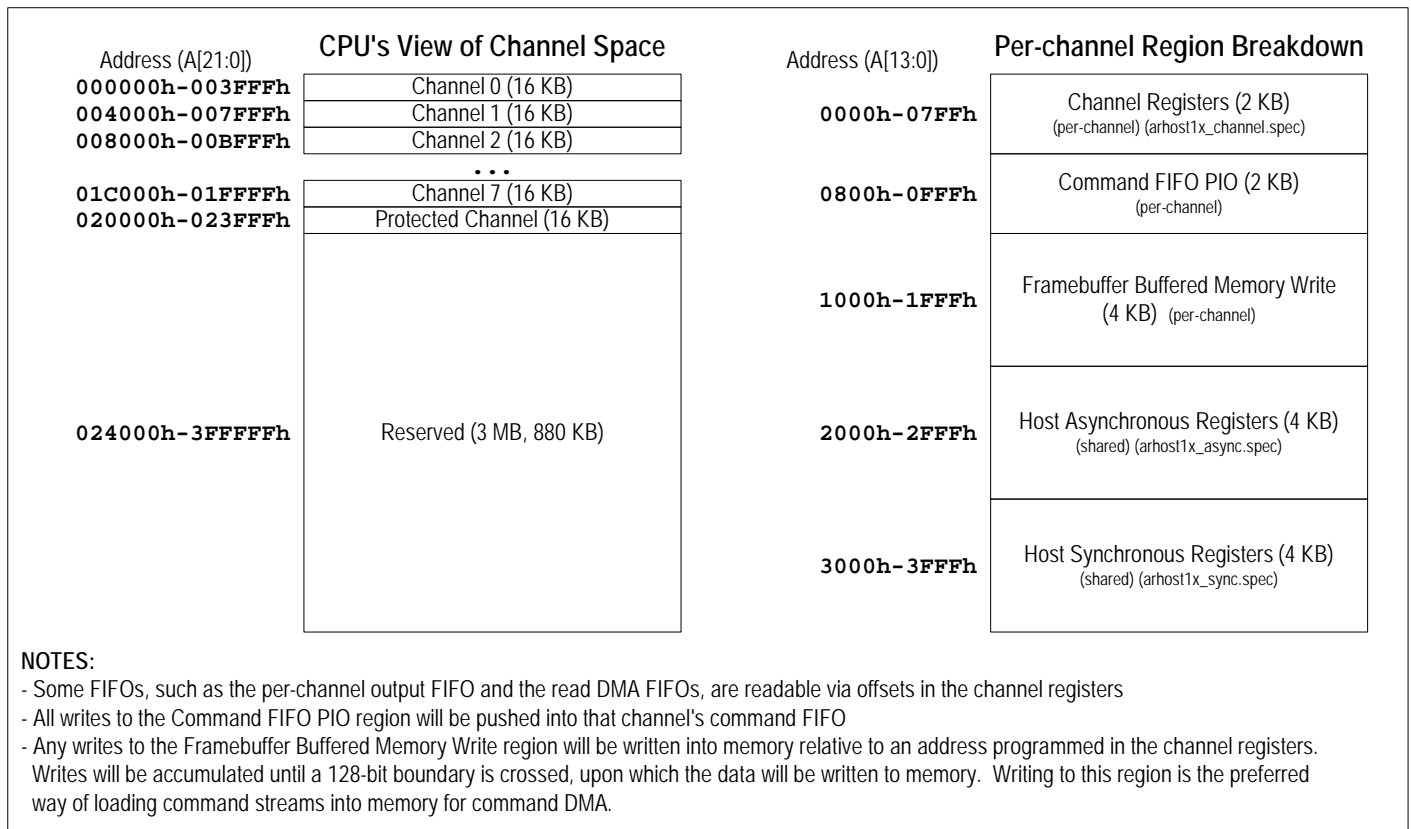 CPU's View of Channel Space
Address (A[21:0])
000000h-003FFFh Channel 0 (16 KB)
004000h-007FFFh Channel 1 (16 KB)
008000h-00BFFFh Channel 2 (16 KB)
...
01C000h-01FFFFh Channel 7 (16 KB)
020000h-023FFFh Protected Channel (16 KB)
024000h-3FFFFFh Reserved (3 MB, 880 KB)
Per-channel Region Breakdown
Address (A[13:0])
0000h-07FFh Channel Registers (2 KB)
(per-channel) (arhost1x_channel.spec)
0800h-0FFFh Command FIFO PIO (2 KB)
(per-channel)
1000h-1FFFh Framebuffer Buffered Memory Write
(4 KB) (per-channel)
2000h-2FFFh Host Asynchronous Registers (4 KB)
(shared) (arhost1x_async.spec)
3000h-3FFFh Host Synchronous Registers (4 KB)
(shared) (arhost1x_sync.spec)
NOTES:
- Some FIFOs, such as the per-channel output FIFO and the read DMA FIFOs, are readable via offsets in the channel registers
- All writes to the Command FIFO PIO region will be pushed into that channel's command FIFO
- Any writes to the Framebuffer Buffered Memory Write region will be written into memory relative to an address programmed in the channel registers.
Writes will be accumulated until a 128-bit boundary is crossed, upon which the data will be written to memory. Writing to this region is the preferred
way of loading command streams into memory for command DMA.